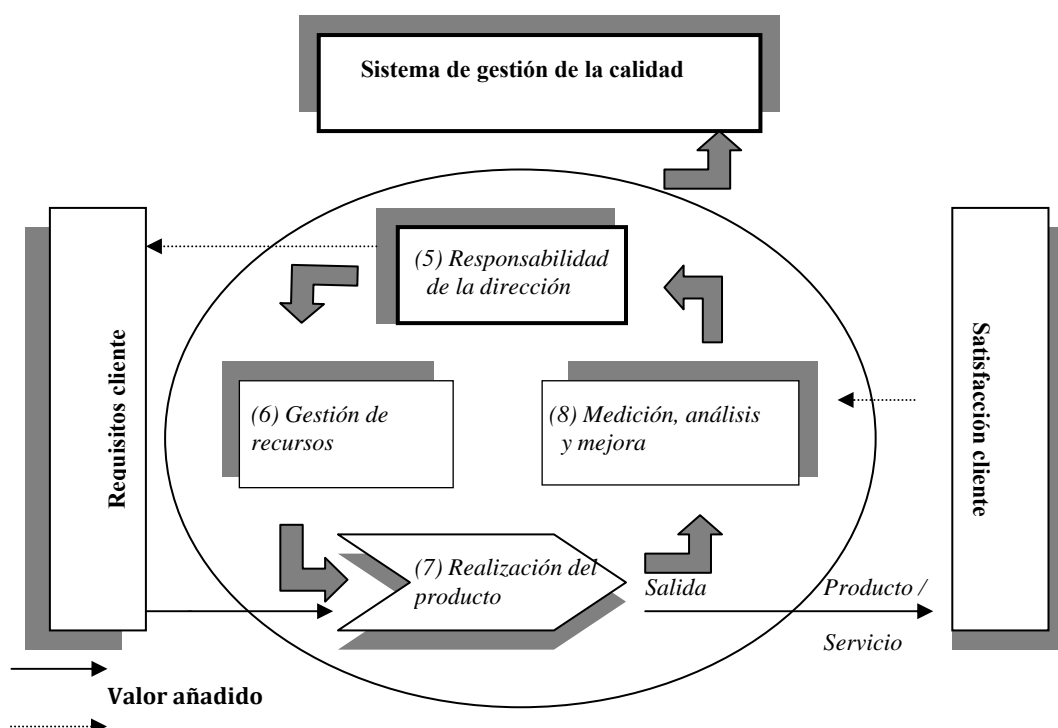 Sistema de gestión de la calidad
(5) Responsabilidad
de la dirección
Requisitos cliente
Satisfacción cliente
(6) Gestión de
recursos
(8) Medición, análisis
y mejora
(7) Realización del
producto
Salida
Producto /
Servicio
Valor añadido